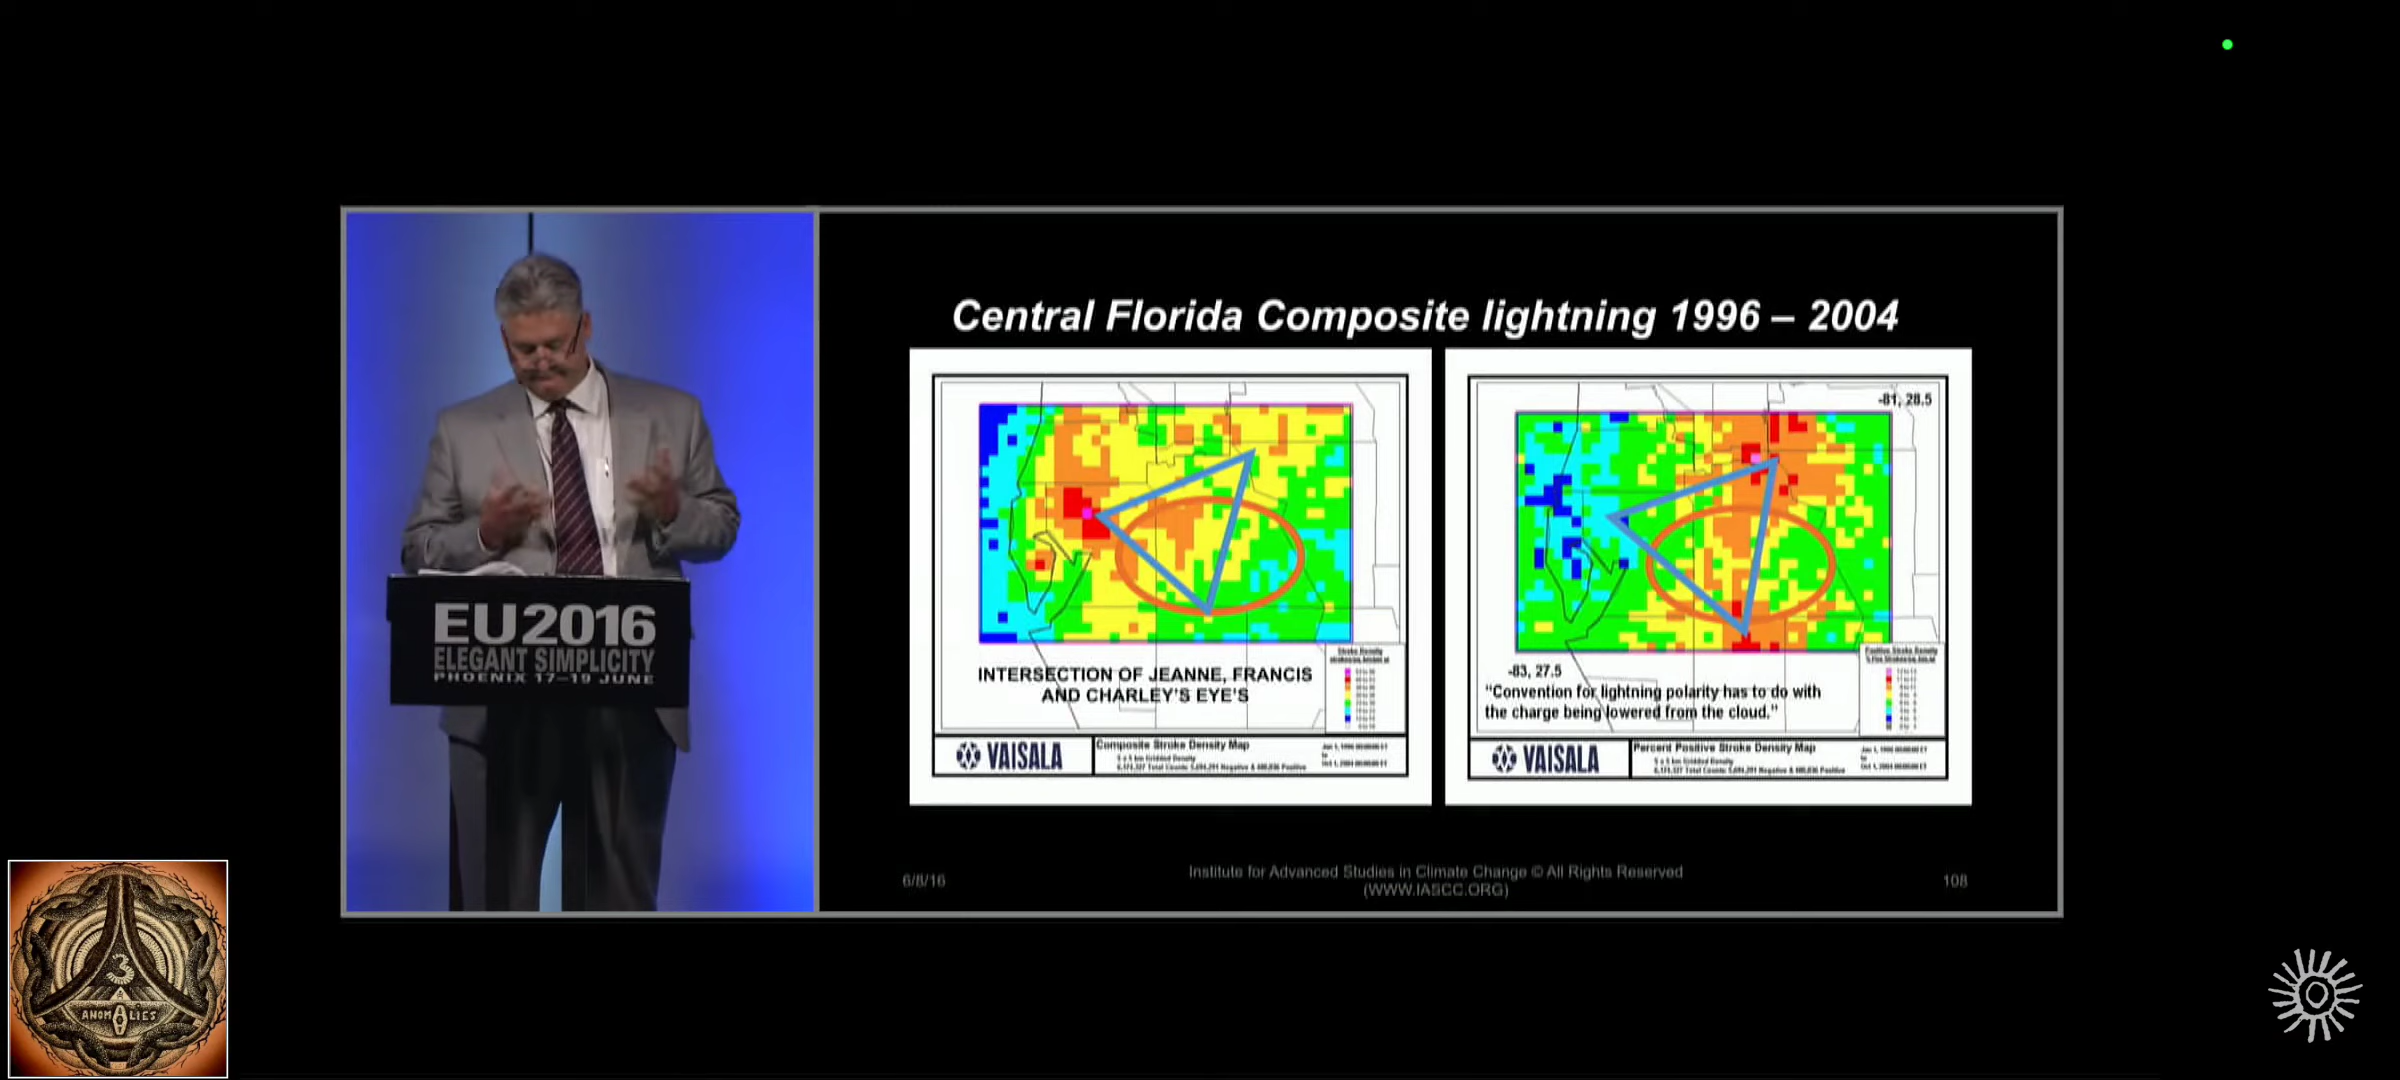 Central Florida Composite lightning 1996 – 2004
-81, 28.5
INTERSECTION OF JEANNE, FRANCIS
AND CHARLEY'S EYE'S
-83, 27.5
"Convention for lightning polarity has to do with
the charge being lowered from the cloud."
VAISALA
Composite Stroke Density Map
VAISALA
Percent Positive Stroke Density Map
EU2016
ELEGANT SIMPLICITY
PHOENIX 17–19 JUNE
6/8/16
Institute for Advanced Studies in Climate Change © All Rights Reserved
(WWW.IASCC.ORG)
108
3
ANOMALIES